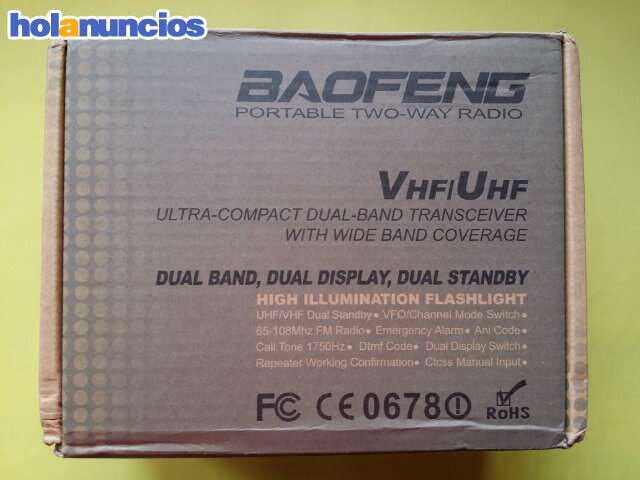 holanuncios
BAOFENG
PORTABLE TWO-WAY RADIO
VHF/UHF
ULTRA-COMPACT DUAL-BAND TRANSCEIVER
WITH WIDE BAND COVERAGE
DUAL BAND, DUAL DISPLAY, DUAL STANDBY
HIGH ILLUMINATION FLASHLIGHT
UHF/VHF Dual Standby● VFO/Channel Mode Switch●
65-108Mhz FM Radio● Emergency Alarm● Ani Code●
Call Tone 1750Hz● Dtmf Code● Dual Display Switch●
Repeater Working Confirmation● Ctcss Manual Input●
FC CE0678 RoHS